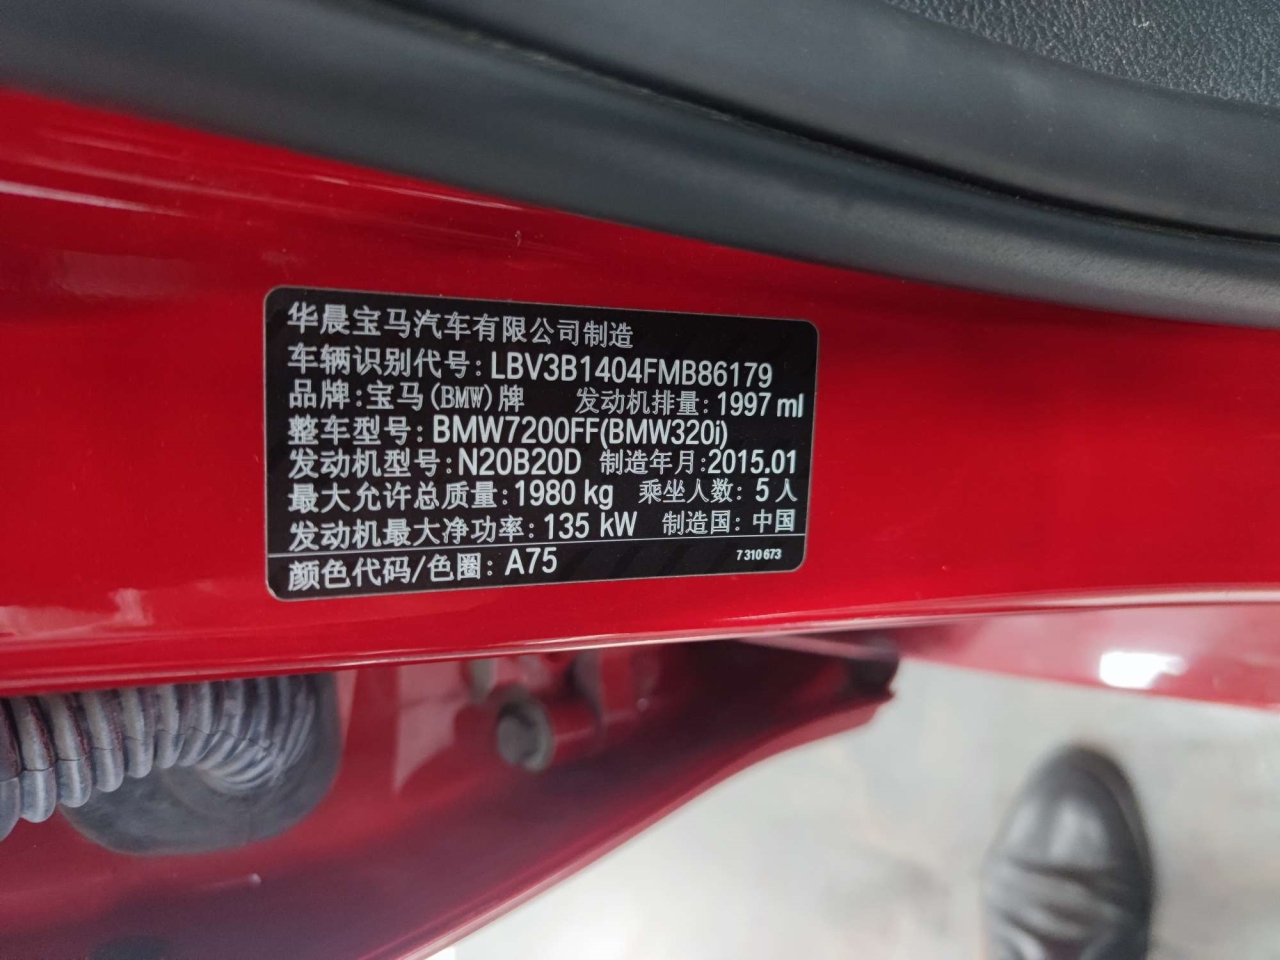 华晨宝马汽车有限公司制造
车辆识别代号: LBV3B1404FMB86179
品牌:宝马(BMW)牌 发动机排量: 1997 ml
整车型号: BMW7200FF(BMW320i)
发动机型号: N20B20D 制造年月:2015.01
最大允许总质量: 1980 kg 乘坐人数: 5 人
发动机最大净功率: 135 kW 制造国: 中国
颜色代码/色圈: A75 7 310 673